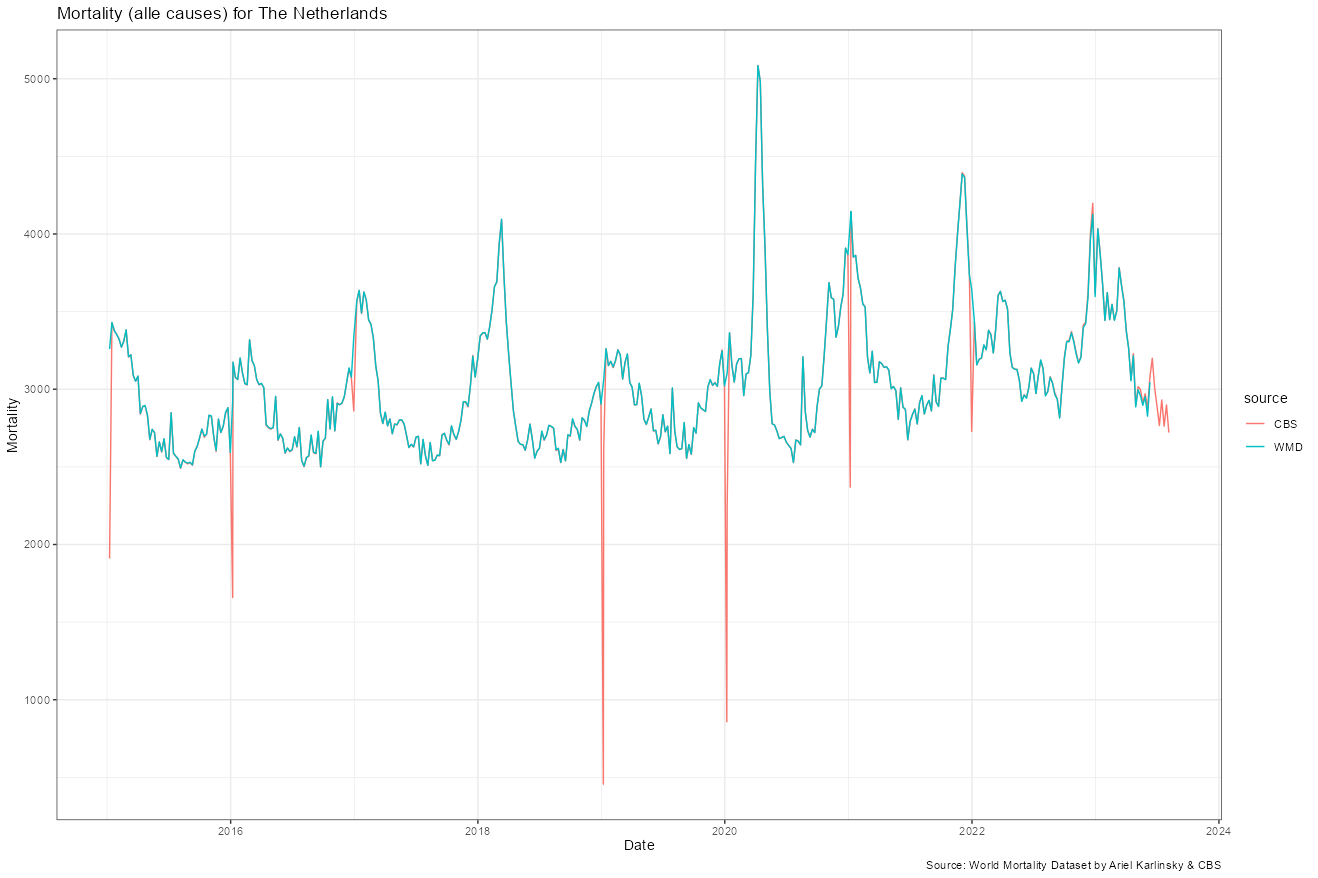 Mortality (alle causes) for The Netherlands
5000
4000
3000
2000
1000
Mortality
2016
2018
2020
2022
2024
Date
source
CBS
WMD
Source: World Mortality Dataset by Ariel Karlinsky & CBS